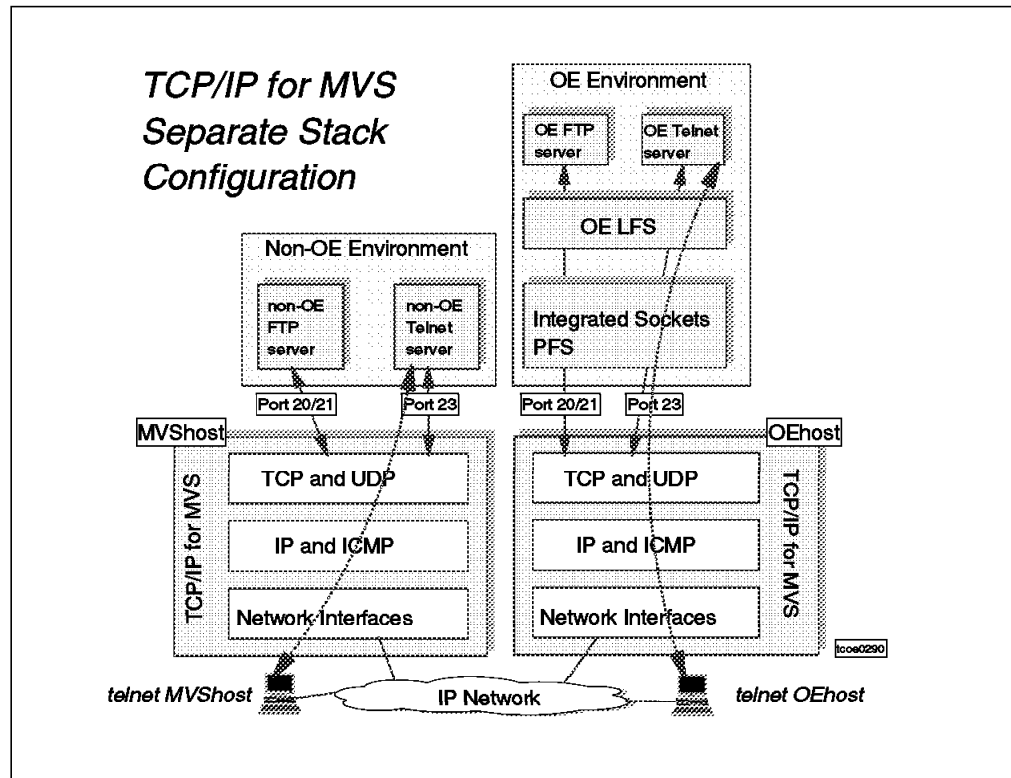 TCP/IP for MVS
Separate Stack
Configuration
OE Environment
OE FTP
server
OE Telnet
server
OE LFS
Integrated Sockets
PFS
Non-OE Environment
non-OE
FTP
server
non-OE
Telnet
server
Port 20/21
Port 23
Port 20/21
Port 23
MVShost
TCP/IP for MVS
TCP and UDP
IP and ICMP
Network Interfaces
OEhost
TCP and UDP
IP and ICMP
Network Interfaces
TCP/IP for MVS
tcoe0290
telnet MVShost
IP Network
telnet OEhost